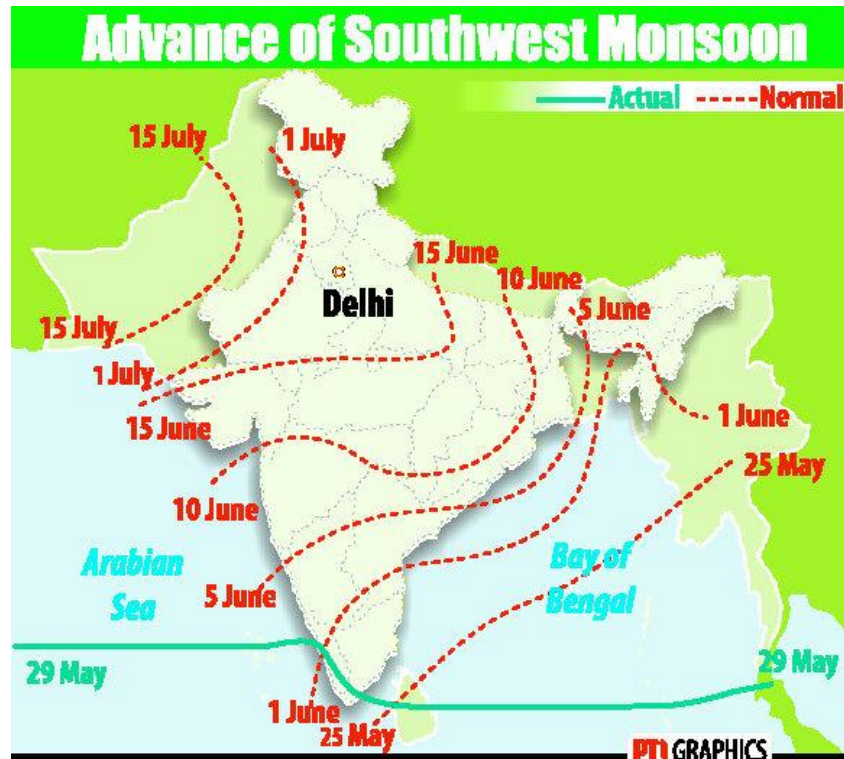 Advance of Southwest Monsoon
Actual Normal
15 July
1 July
15 June
10 June
5 June
Delhi
15 July
1 July
15 June
1 June
25 May
10 June
Arabian
Sea
Bay of
Bengal
5 June
29 May
29 May
1 June
25 May
PTI GRAPHICS